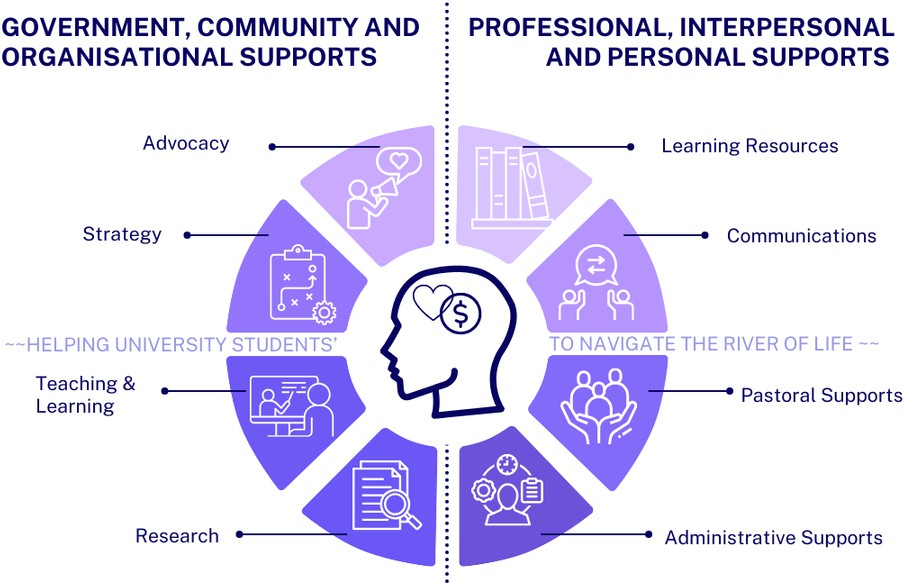 GOVERNMENT, COMMUNITY AND
ORGANISATIONAL SUPPORTS
PROFESSIONAL, INTERPERSONAL
AND PERSONAL SUPPORTS
Advocacy
Learning Resources
Strategy
Communications
~~HELPING UNIVERSITY STUDENTS’
TO NAVIGATE THE RIVER OF LIFE ~~
Teaching &
Learning
Pastoral Supports
Research
Administrative Supports
$